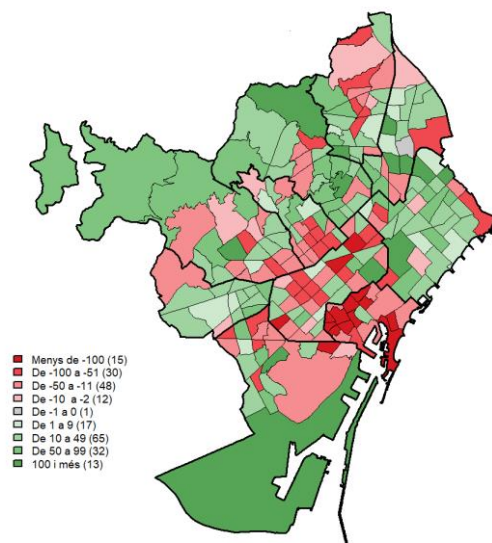 Menys de -100 (15)
De -100 a -51 (30)
De -50 a -11 (48)
De -10 a -2 (12)
De -1 a 0 (1)
De 1 a 9 (17)
De 10 a 49 (65)
De 50 a 99 (32)
100 i més (13)